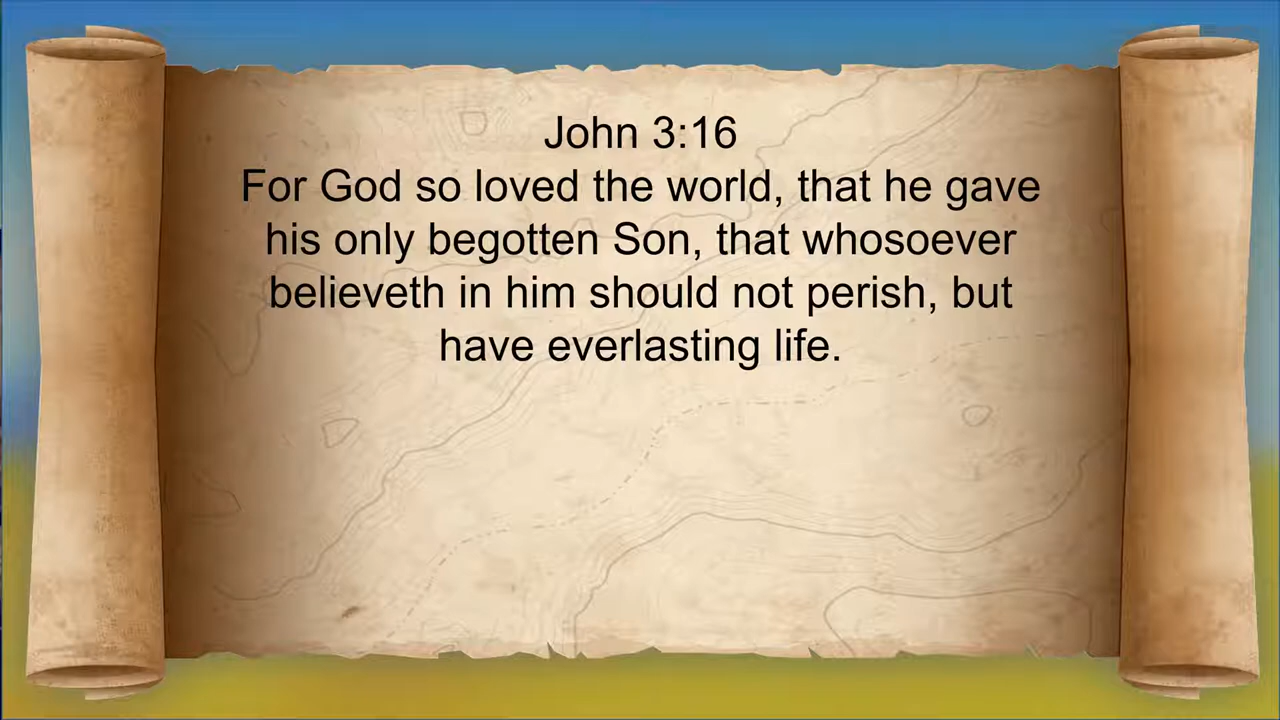 John 3:16
For God so loved the world, that he gave
his only begotten Son, that whosoever
believeth in him should not perish, but
have everlasting life.